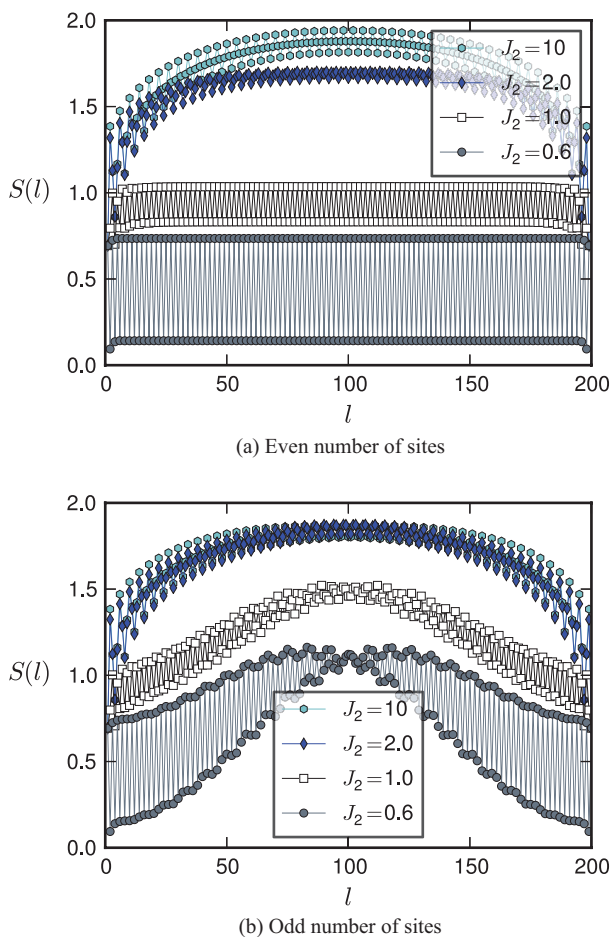 2.0
1.5
1.0
0.5
0.0
S(l)
J₂=10
J₂=2.0
J₂=1.0
J₂=0.6
0 50 100 150 200
l
(a) Even number of sites
2.0
1.5
1.0
0.5
0.0
S(l)
J₂=10
J₂=2.0
J₂=1.0
J₂=0.6
0 50 100 150 200
l
(b) Odd number of sites